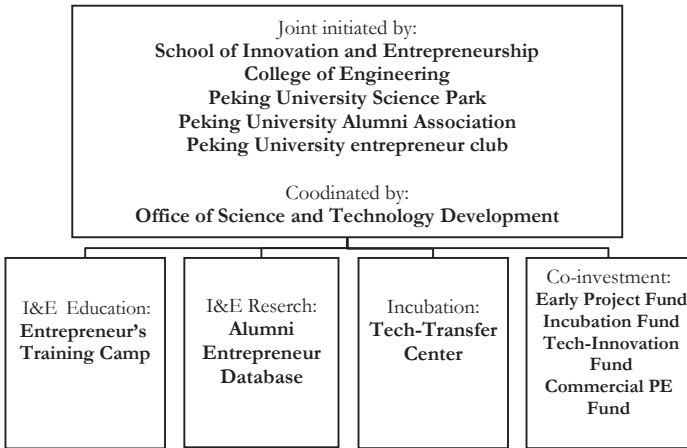 Joint initiated by:
School of Innovation and Entrepreneurship
College of Engineering
Peking University Science Park
Peking University Alumni Association
Peking University entrepreneur club
Coodinated by:
Office of Science and Technology Development
I&E Education:
Entrepreneur's
Training Camp
I&E Reserch:
Alumni
Entrepreneur
Database
Incubation:
Tech-Transfer
Center
Co-investment:
Early Project Fund
Incubation Fund
Tech-Innovation
Fund
Commercial PE
Fund